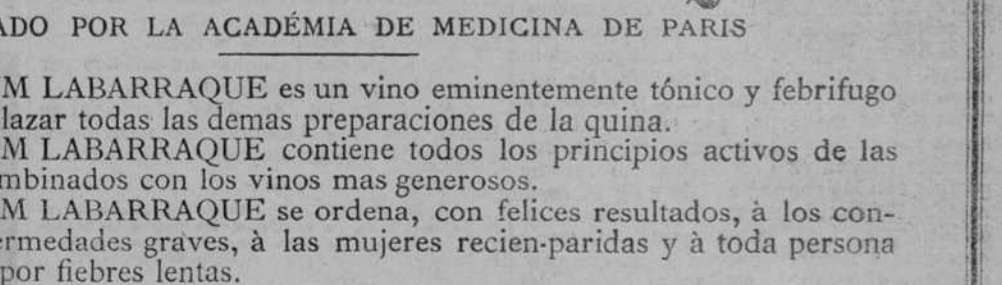 ADO POR LA ACADÉMIA DE MEDICINA DE PARIS
M LABARRAQUE es un vino eminentemente tónico y febrifugo
lazar todas las demas preparaciones de la quina.
M LABARRAQUE contiene todos los principios activos de las
mbinados con los vinos mas generosos.
M LABARRAQUE se ordena, con felices resultados, à los con-
ermedades graves, à las mujeres recien-paridas y à toda persona
por fiebres lentas.